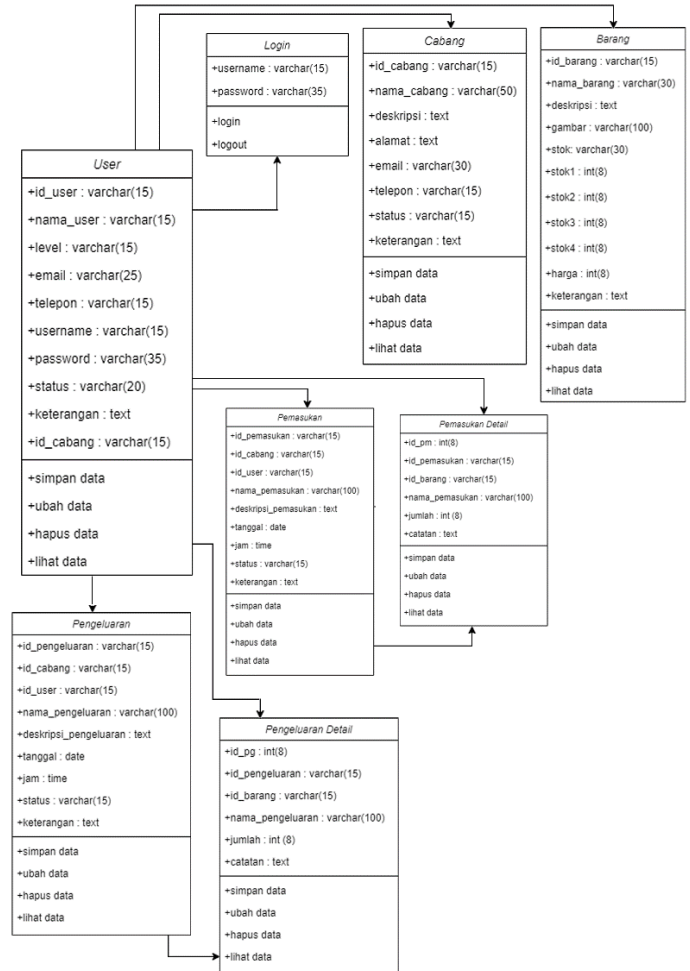 Login
+username : varchar(15)
+password : varchar(35)
+login
+logout
Cabang
+id_cabang : varchar(15)
+nama_cabang : varchar(50)
+deskripsi : text
+alamat : text
+email : varchar(30)
+telepon : varchar(15)
+status : varchar(15)
+keterangan : text
+simpan data
+ubah data
+hapus data
+lihat data
Barang
+id_barang : varchar(15)
+nama_barang : varchar(30)
+deskripsi : text
+gambar : varchar(100)
+stok: varchar(30)
+stok1 : int(8)
+stok2 : int(8)
+stok3 : int(8)
+stok4 : int(8)
+harga : int(8)
+keterangan : text
+simpan data
+ubah data
+hapus data
+lihat data
User
+id_user : varchar(15)
+nama_user : varchar(15)
+level : varchar(15)
+email : varchar(25)
+telepon : varchar(15)
+username : varchar(15)
+password : varchar(35)
+status : varchar(20)
+keterangan : text
+id_cabang : varchar(15)
+simpan data
+ubah data
+hapus data
+lihat data
Pemasukan
+id_pemasukan : varchar(15)
+id_cabang : varchar(15)
+id_user : varchar(15)
+nama_pemasukan : varchar(100)
+deskripsi_pemasukan : text
+tanggal : date
+jam : time
+status : varchar(15)
+keterangan : text
+simpan data
+ubah data
+hapus data
+lihat data
Pemasukan Detail
+id_pm : int(8)
+id_pemasukan : varchar(15)
+id_barang : varchar(15)
+nama_pemasukan : varchar(100)
+jumlah : int (8)
+catatan : text
+simpan data
+ubah data
+hapus data
+lihat data
Pengeluaran
+id_pengeluaran : varchar(15)
+id_cabang : varchar(15)
+id_user : varchar(15)
+nama_pengeluaran : varchar(100)
+deskripsi_pengeluaran : text
+tanggal : date
+jam : time
+status : varchar(15)
+keterangan : text
+simpan data
+ubah data
+hapus data
+lihat data
Pengeluaran Detail
+id_pg : int(8)
+id_pengeluaran : varchar(15)
+id_barang : varchar(15)
+nama_pengeluaran : varchar(100)
+jumlah : int (8)
+catatan : text
+simpan data
+ubah data
+hapus data
+lihat data